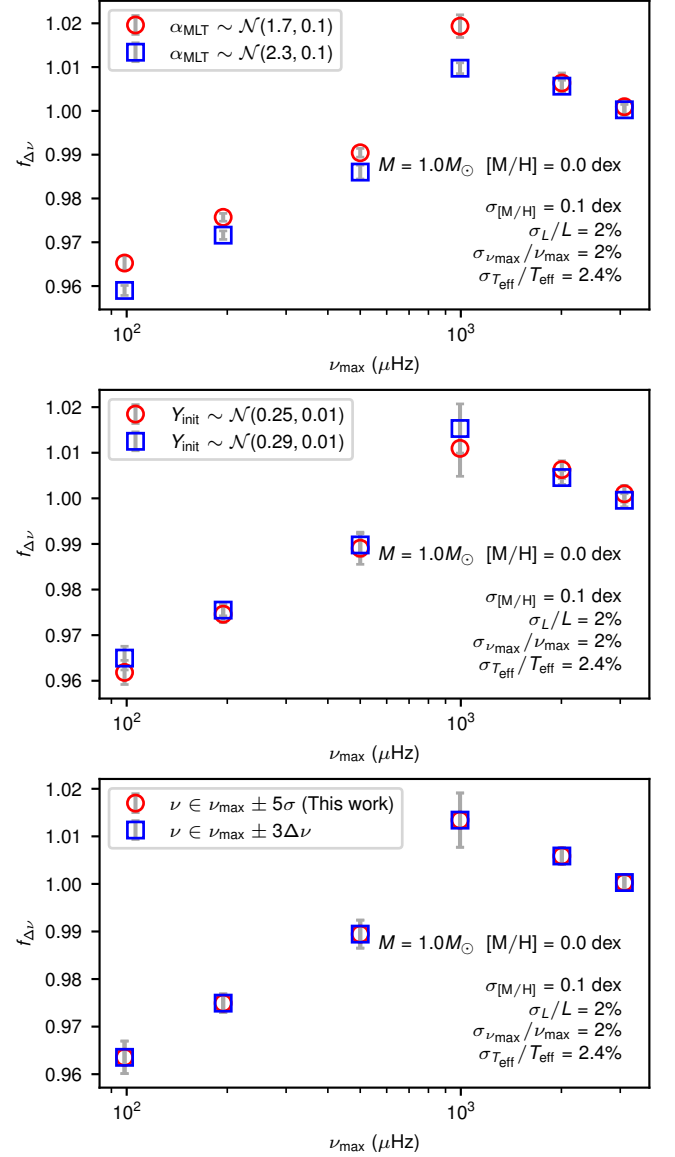 1.02
1.01
1.00
0.99
0.98
0.97
0.96
f_Δν
α_MLT ∼ 𝒩(1.7, 0.1)
α_MLT ∼ 𝒩(2.3, 0.1)
M = 1.0M_⊙ [M/H] = 0.0 dex
σ_[M/H] = 0.1 dex
σ_L/L = 2%
σ_ν_max/ν_max = 2%
σ_T_eff/T_eff = 2.4%
10^2
10^3
ν_max (μHz)
1.02
1.01
1.00
0.99
0.98
0.97
0.96
f_Δν
Y_init ∼ 𝒩(0.25, 0.01)
Y_init ∼ 𝒩(0.29, 0.01)
M = 1.0M_⊙ [M/H] = 0.0 dex
σ_[M/H] = 0.1 dex
σ_L/L = 2%
σ_ν_max/ν_max = 2%
σ_T_eff/T_eff = 2.4%
10^2
10^3
ν_max (μHz)
1.02
1.01
1.00
0.99
0.98
0.97
0.96
f_Δν
ν ∈ ν_max ± 5σ (This work)
ν ∈ ν_max ± 3Δν
M = 1.0M_⊙ [M/H] = 0.0 dex
σ_[M/H] = 0.1 dex
σ_L/L = 2%
σ_ν_max/ν_max = 2%
σ_T_eff/T_eff = 2.4%
10^2
10^3
ν_max (μHz)